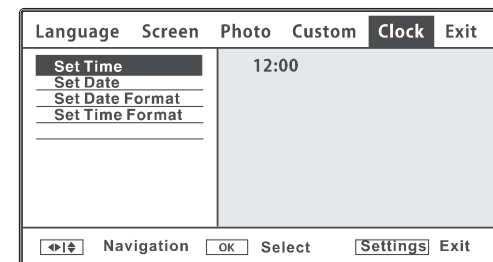 Language Screen Photo Custom Clock Exit
Set Time
12:00
Set Date
Set Date Format
Set Time Format
Navigation OK Select Settings Exit